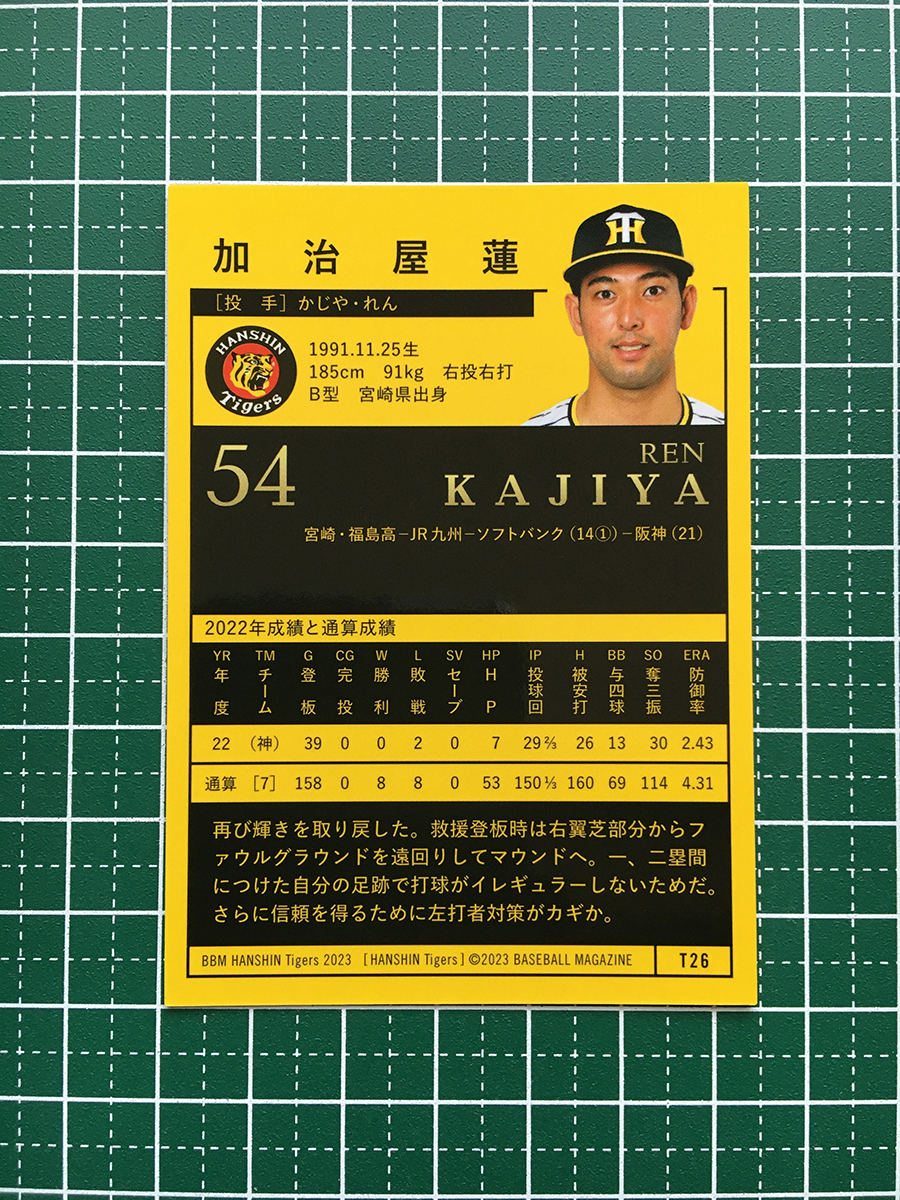 加治屋蓮
［投 手］かじや・れん
HANSHIN Tigers
TH
1991.11.25生
185cm 91kg 右投右打
B型 宮崎県出身
54
REN
KAJIYA
宮崎・福島高－JR九州－ソフトバンク（14①）－阪神（21）
2022年成績と通算成績
YR TM G CG W L SV HP IP H BB SO ERA
年度 チーム 登板 完投 勝利 敗戦 セーブ HP 投球回 被安打 与四球 奪三振 防御率
22 （神） 39 0 0 2 0 7 29⅔ 26 13 30 2.43
通算 ［7］ 158 0 8 8 0 53 150⅓ 160 69 114 4.31
再び輝きを取り戻した。救援登板時は右翼芝部分からフ
ァウルグラウンドを遠回りしてマウンドへ。一、二塁間
につけた自分の足跡で打球がイレギュラーしないためだ。
さらに信頼を得るために左打者対策がカギか。
BBM HANSHIN Tigers 2023 ［HANSHIN Tigers］©2023 BASEBALL MAGAZINE T26